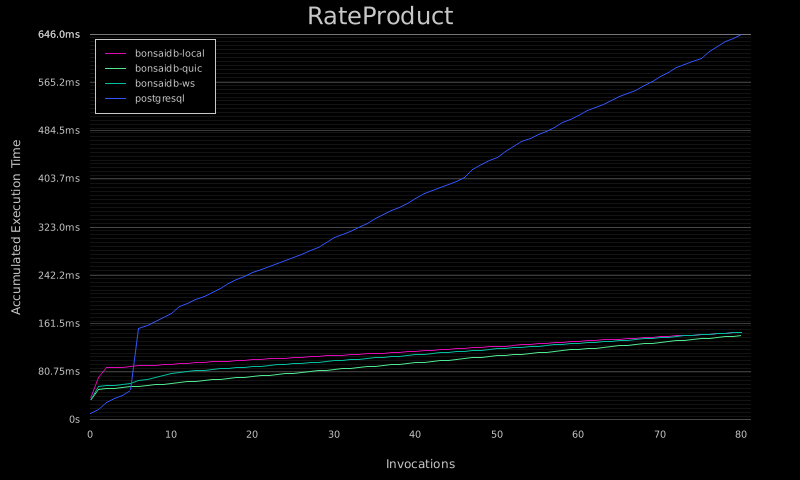 RateProduct
646.0ms
565.2ms
484.5ms
403.7ms
323.0ms
242.2ms
161.5ms
80.75ms
0s
bonsaidb-local
bonsaidb-quic
bonsaidb-ws
postgresql
Accumulated Execution Time
0 10 20 30 40 50 60 70 80
Invocations